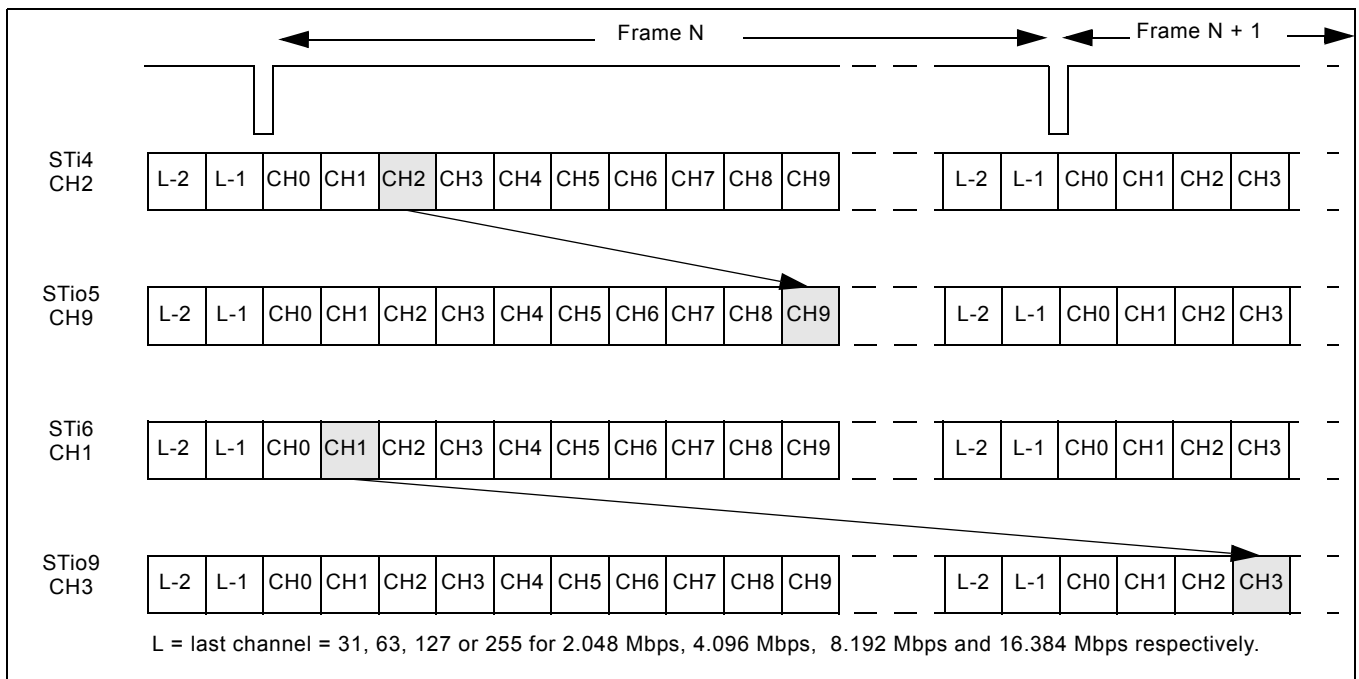 Frame N
Frame N + 1
STi4
CH2
L-2 L-1 CH0 CH1 CH2 CH3 CH4 CH5 CH6 CH7 CH8 CH9 L-2 L-1 CH0 CH1 CH2 CH3
STio5
CH9
L-2 L-1 CH0 CH1 CH2 CH3 CH4 CH5 CH6 CH7 CH8 CH9 L-2 L-1 CH0 CH1 CH2 CH3
STi6
CH1
L-2 L-1 CH0 CH1 CH2 CH3 CH4 CH5 CH6 CH7 CH8 CH9 L-2 L-1 CH0 CH1 CH2 CH3
STio9
CH3
L-2 L-1 CH0 CH1 CH2 CH3 CH4 CH5 CH6 CH7 CH8 CH9 L-2 L-1 CH0 CH1 CH2 CH3
L = last channel = 31, 63, 127 or 255 for 2.048 Mbps, 4.096 Mbps, 8.192 Mbps and 16.384 Mbps respectively.